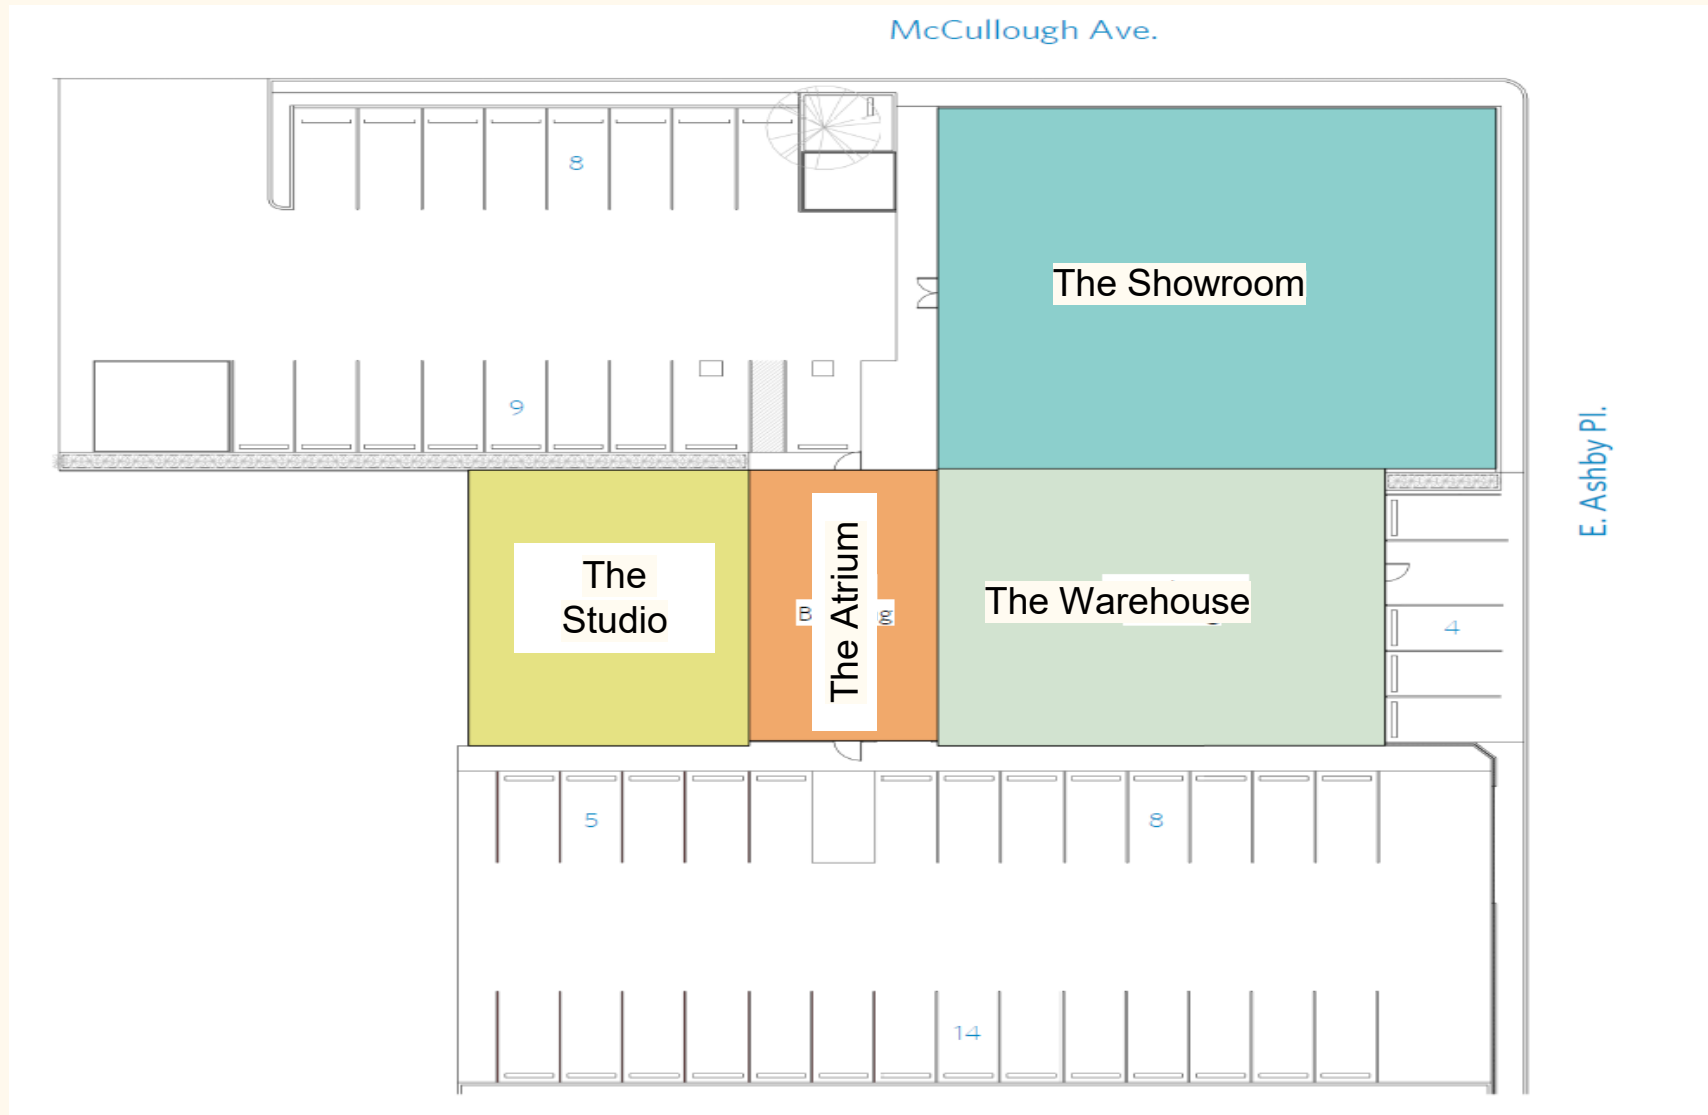 McCullough Ave.
8
The Showroom
9
E. Ashby Pl.
The
Studio
The Atrium
The Warehouse
4
5
8
14